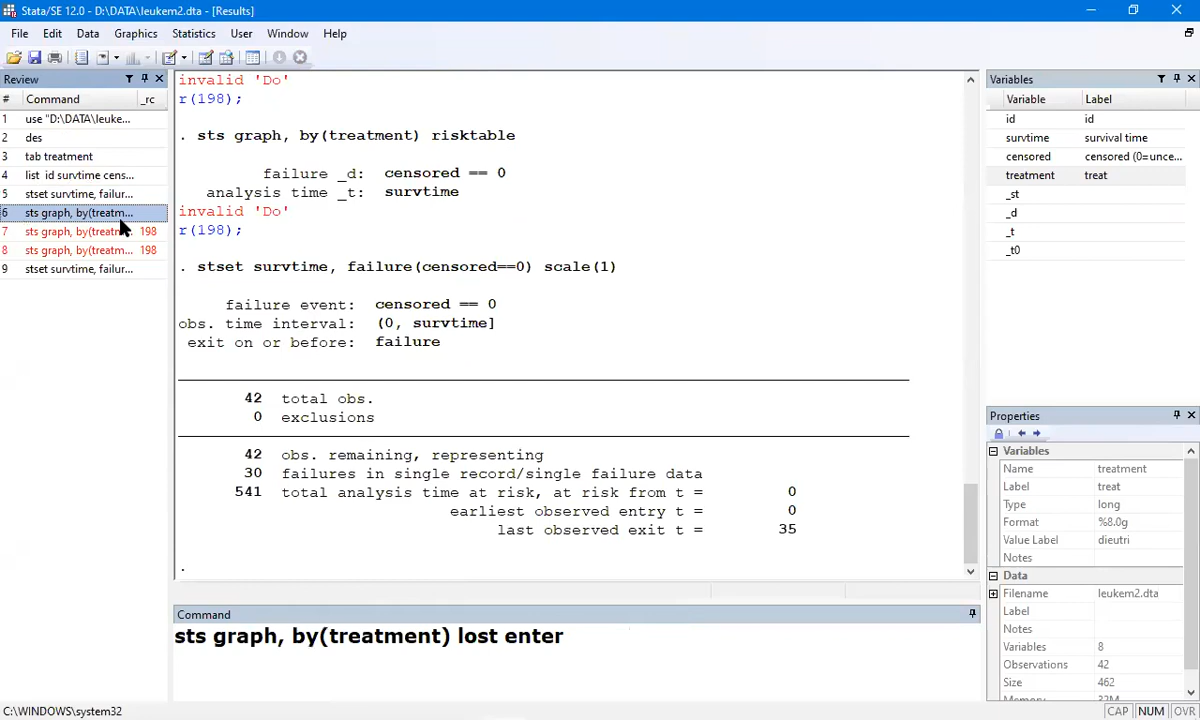 Stata/SE 12.0 - D:\DATA\leukem2.dta - [Results]
File Edit Data Graphics Statistics User Window Help
Review
# Command _rc
1 use "D:\DATA\leuke...
2 des
3 tab treatment
4 list id survtime cens...
5 stset survtime, failur...
6 sts graph, by(treatm...
7 sts graph, by(treatm... 198
8 sts graph, by(treatm... 198
9 stset survtime, failur...
invalid 'Do'
r(198);
. sts graph, by(treatment) risktable
failure _d: censored == 0
analysis time _t: survtime
invalid 'Do'
r(198);
. stset survtime, failure(censored==0) scale(1)
failure event: censored == 0
obs. time interval: (0, survtime]
exit on or before: failure
42 total obs.
0 exclusions
42 obs. remaining, representing
30 failures in single record/single failure data
541 total analysis time at risk, at risk from t = 0
earliest observed entry t = 0
last observed exit t = 35
.
Command
sts graph, by(treatment) lost enter
Variables
Variable Label
id id
survtime survival time
censored censored (0=unce...
treatment treat
_st
_d
_t
_t0
Properties
Variables
Name treatment
Label treat
Type long
Format %8.0g
Value Label dieutri
Notes
Data
Filename leukem2.dta
Label
Notes
Variables 8
Observations 42
Size 462
Memory 32M
C:\WINDOWS\system32
CAP NUM OVR